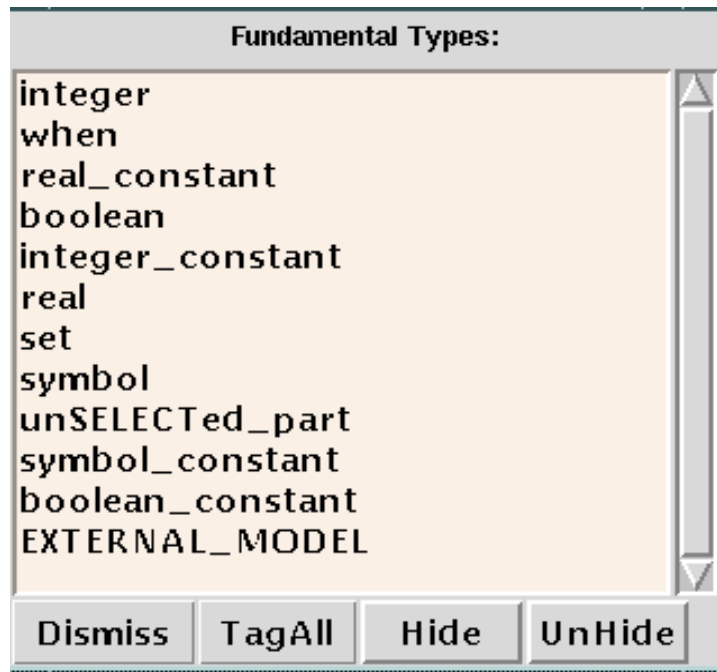 Fundamental Types:
integer
when
real_constant
boolean
integer_constant
real
set
symbol
unSELECTed_part
symbol_constant
boolean_constant
EXTERNAL_MODEL
Dismiss TagAll Hide UnHide